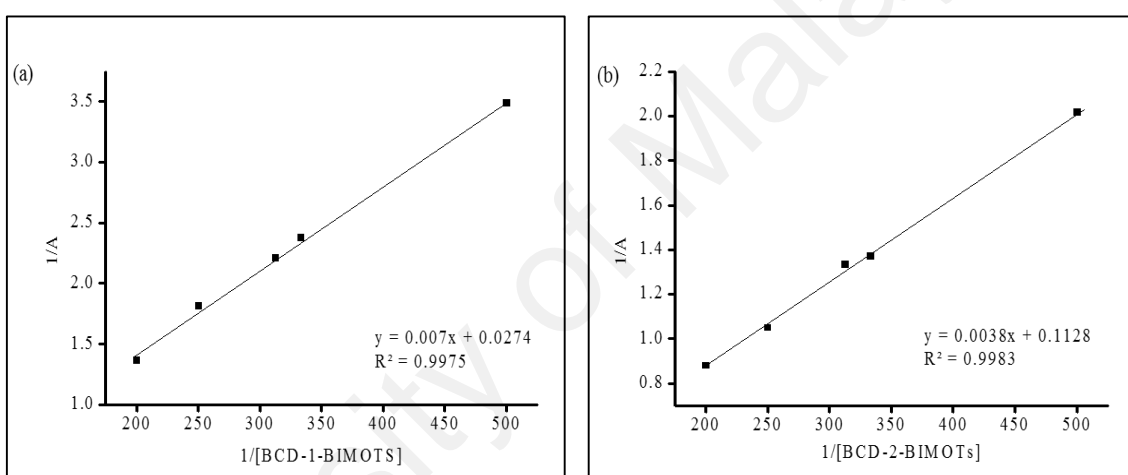 (a)
3.5
3.0
2.5
2.0
1.5
1.0
1/A
y = 0.007x + 0.0274
R² = 0.9975
200 250 300 350 400 450 500
1/[BCD-1-BIMOTS]
(b)
2.2
2.0
1.8
1.6
1.4
1.2
1.0
0.8
1/A
y = 0.0038x + 0.1128
R² = 0.9983
200 250 300 350 400 450 500
1/[BCD-2-BIMOTs]
sity of Mala